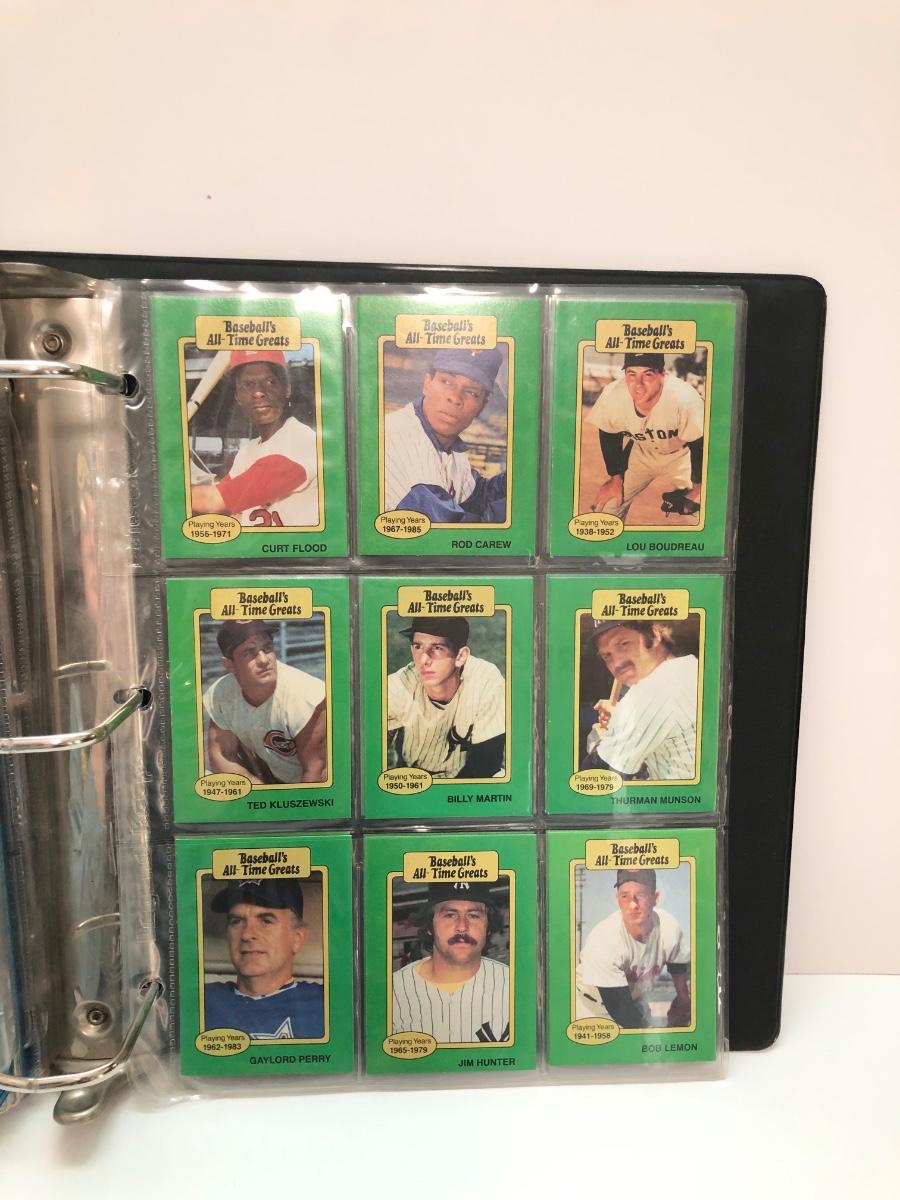 Baseball's
All-Time Greats
31
Playing Years
1956-1971
CURT FLOOD
Baseball's
All-Time Greats
Playing Years
1967-1985
ROD CAREW
Baseball's
All-Time Greats
STON
Playing Years
1938-1952
LOU BOUDREAU
Baseball's
All-Time Greats
Playing Years
1947-1961
TED KLUSZEWSKI
Baseball's
All-Time Greats
Playing Years
1950-1961
BILLY MARTIN
Baseball's
All-Time Greats
Playing Years
1969-1979
THURMAN MUNSON
Baseball's
All-Time Greats
Playing Years
1962-1983
GAYLORD PERRY
Baseball's
All-Time Greats
Playing Years
1965-1979
JIM HUNTER
Baseball's
All-Time Greats
Playing Years
1941-1958
BOB LEMON